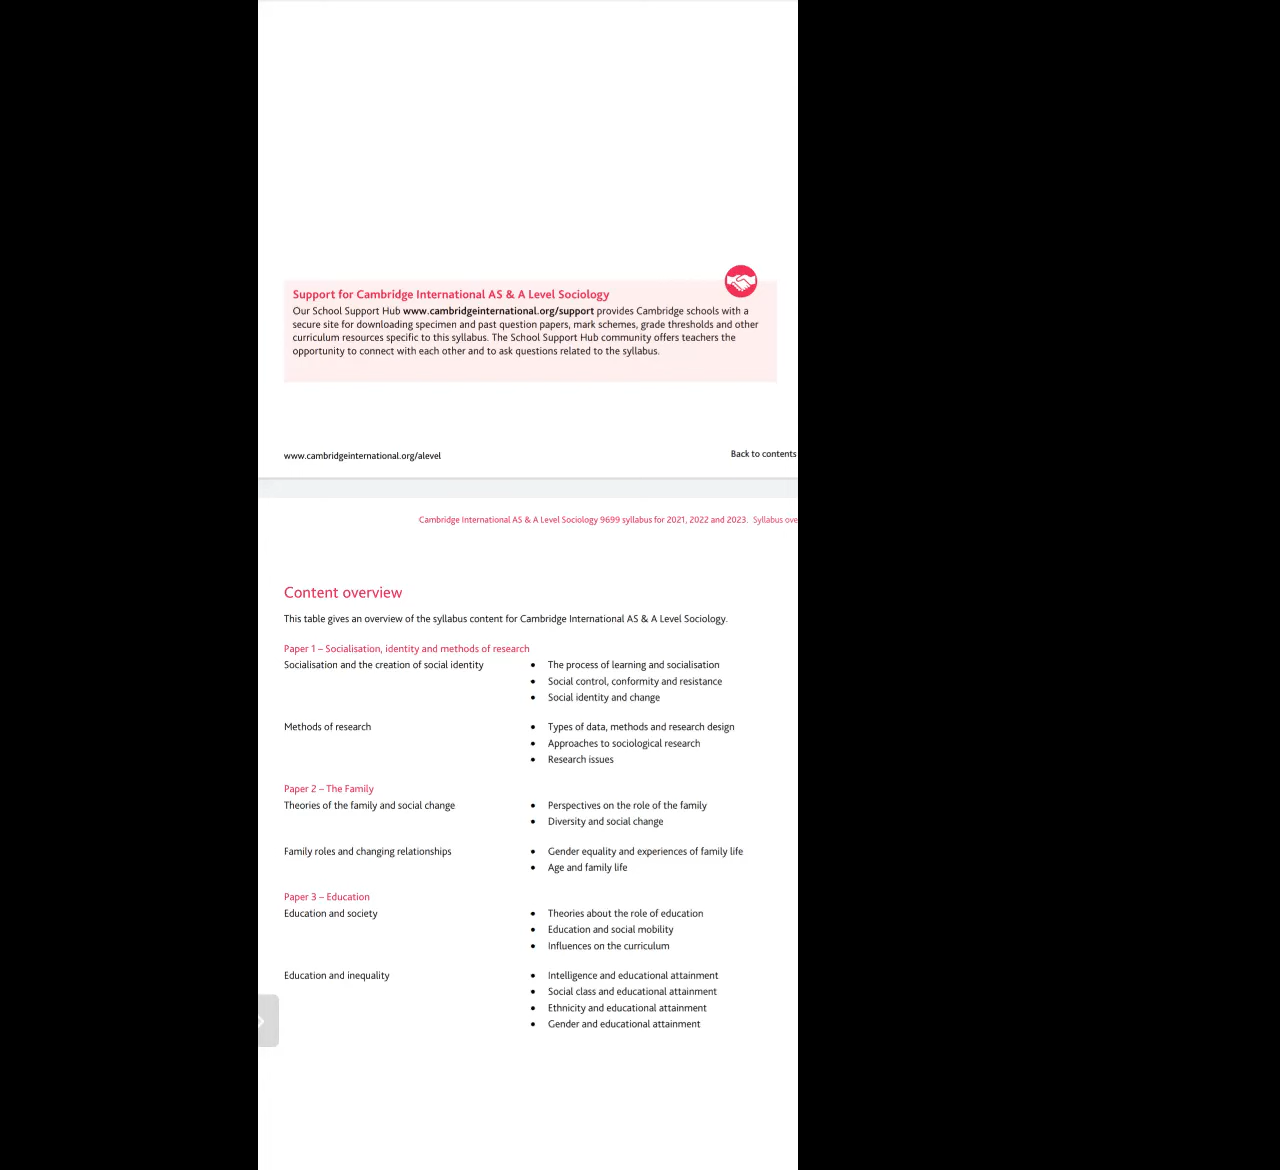 Support for Cambridge International AS & A Level Sociology
Our School Support Hub www.cambridgeinternational.org/support provides Cambridge schools with a
secure site for downloading specimen and past question papers, mark schemes, grade thresholds and other
curriculum resources specific to this syllabus. The School Support Hub community offers teachers the
opportunity to connect with each other and to ask questions related to the syllabus.
www.cambridgeinternational.org/alevel
Back to contents
Cambridge International AS & A Level Sociology 9699 syllabus for 2021, 2022 and 2023. Syllabus ove
Content overview
This table gives an overview of the syllabus content for Cambridge International AS & A Level Sociology.
Paper 1 – Socialisation, identity and methods of research
Socialisation and the creation of social identity
• The process of learning and socialisation
• Social control, conformity and resistance
• Social identity and change
Methods of research
• Types of data, methods and research design
• Approaches to sociological research
• Research issues
Paper 2 – The Family
Theories of the family and social change
• Perspectives on the role of the family
• Diversity and social change
Family roles and changing relationships
• Gender equality and experiences of family life
• Age and family life
Paper 3 – Education
Education and society
• Theories about the role of education
• Education and social mobility
• Influences on the curriculum
Education and inequality
• Intelligence and educational attainment
• Social class and educational attainment
• Ethnicity and educational attainment
• Gender and educational attainment